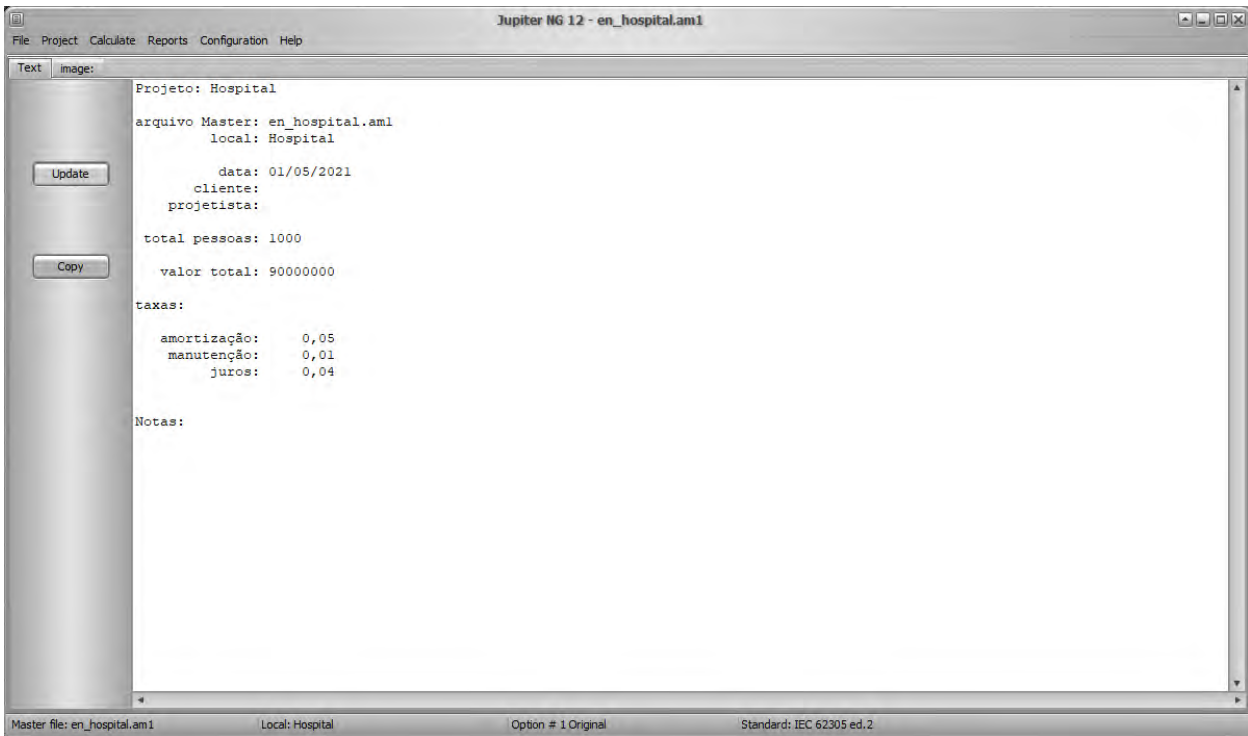 Jupiter NG 12 - en_hospital.am1
File Project Calculate Reports Configuration Help
Text image:
Projeto: Hospital
arquivo Master: en_hospital.am1
local: Hospital
Update
data: 01/05/2021
cliente:
projetista:
total pessoas: 1000
Copy
valor total: 90000000
taxas:
amortização: 0,05
manutenção: 0,01
juros: 0,04
Notas:
Master file: en_hospital.am1 Local: Hospital Option # 1 Original Standard: IEC 62305 ed.2